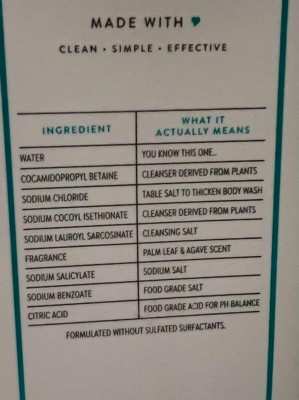 MADE WITH
CLEAN • SIMPLE • EFFECTIVE
INGREDIENT WHAT IT ACTUALLY MEANS
WATER YOU KNOW THIS ONE...
COCAMIDOPROPYL BETAINE CLEANSER DERIVED FROM PLANTS
SODIUM CHLORIDE TABLE SALT TO THICKEN BODY WASH
SODIUM COCOYL ISETHIONATE CLEANSER DERIVED FROM PLANTS
SODIUM LAUROYL SARCOSINATE CLEANSING SALT
FRAGRANCE PALM LEAF & AGAVE SCENT
SODIUM SALICYLATE SODIUM SALT
SODIUM BENZOATE FOOD GRADE SALT
CITRIC ACID FOOD GRADE ACID FOR PH BALANCE
FORMULATED WITHOUT SULFATED SURFACTANTS.